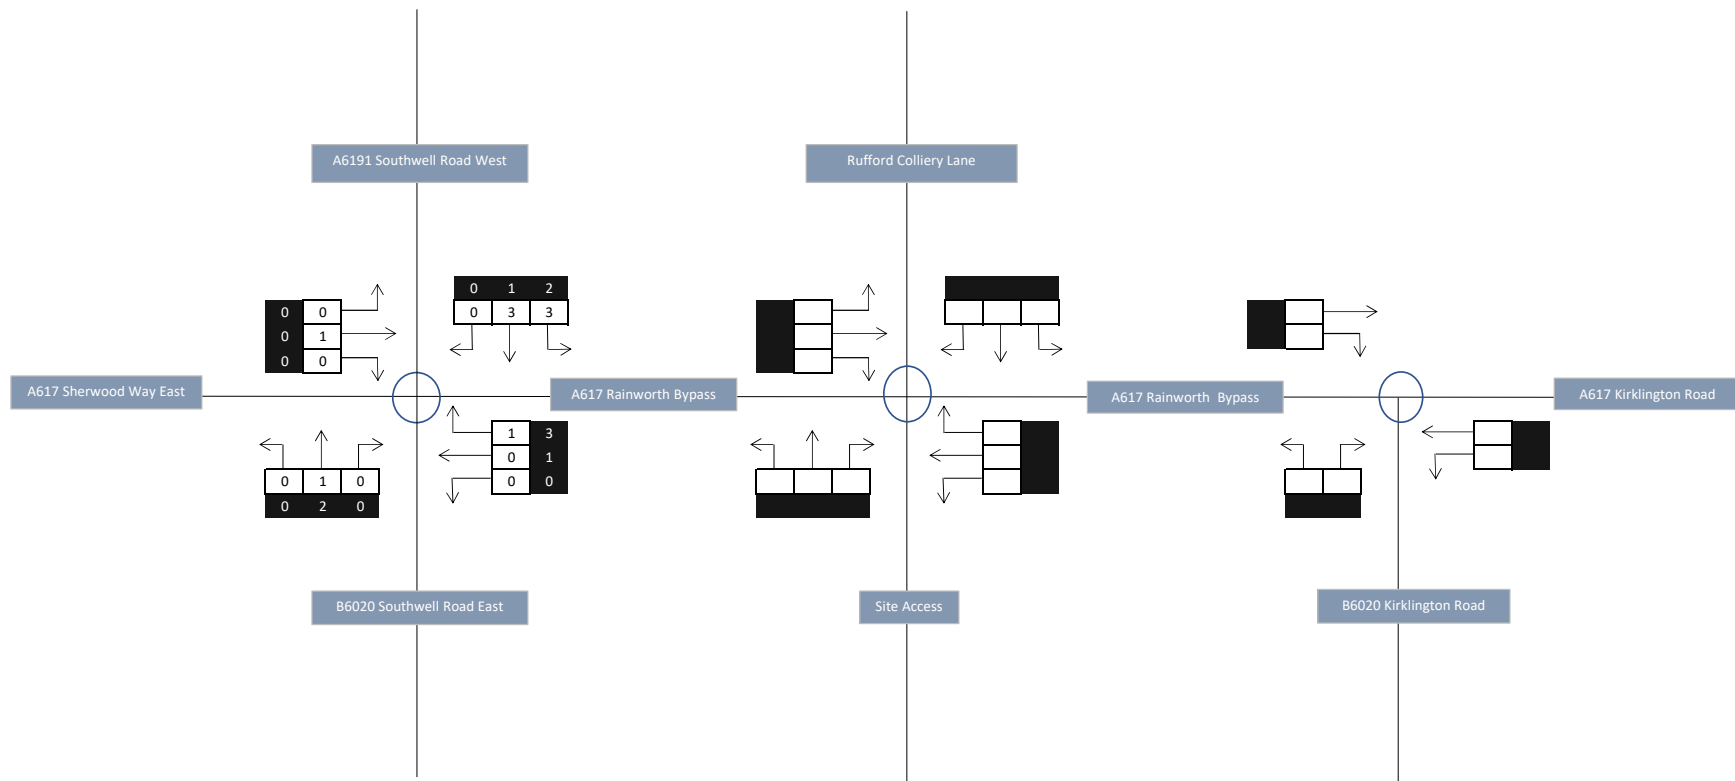 A6191 Southwell Road West
Rufford Colliery Lane
0 1 2
0 3 3
0 0
0 1
0 0
A617 Sherwood Way East
A617 Rainworth Bypass
A617 Rainworth  Bypass
A617 Kirklington Road
1 3
0 1
0 0
0 1 0
0 2 0
B6020 Southwell Road East
Site Access
B6020 Kirklington Road